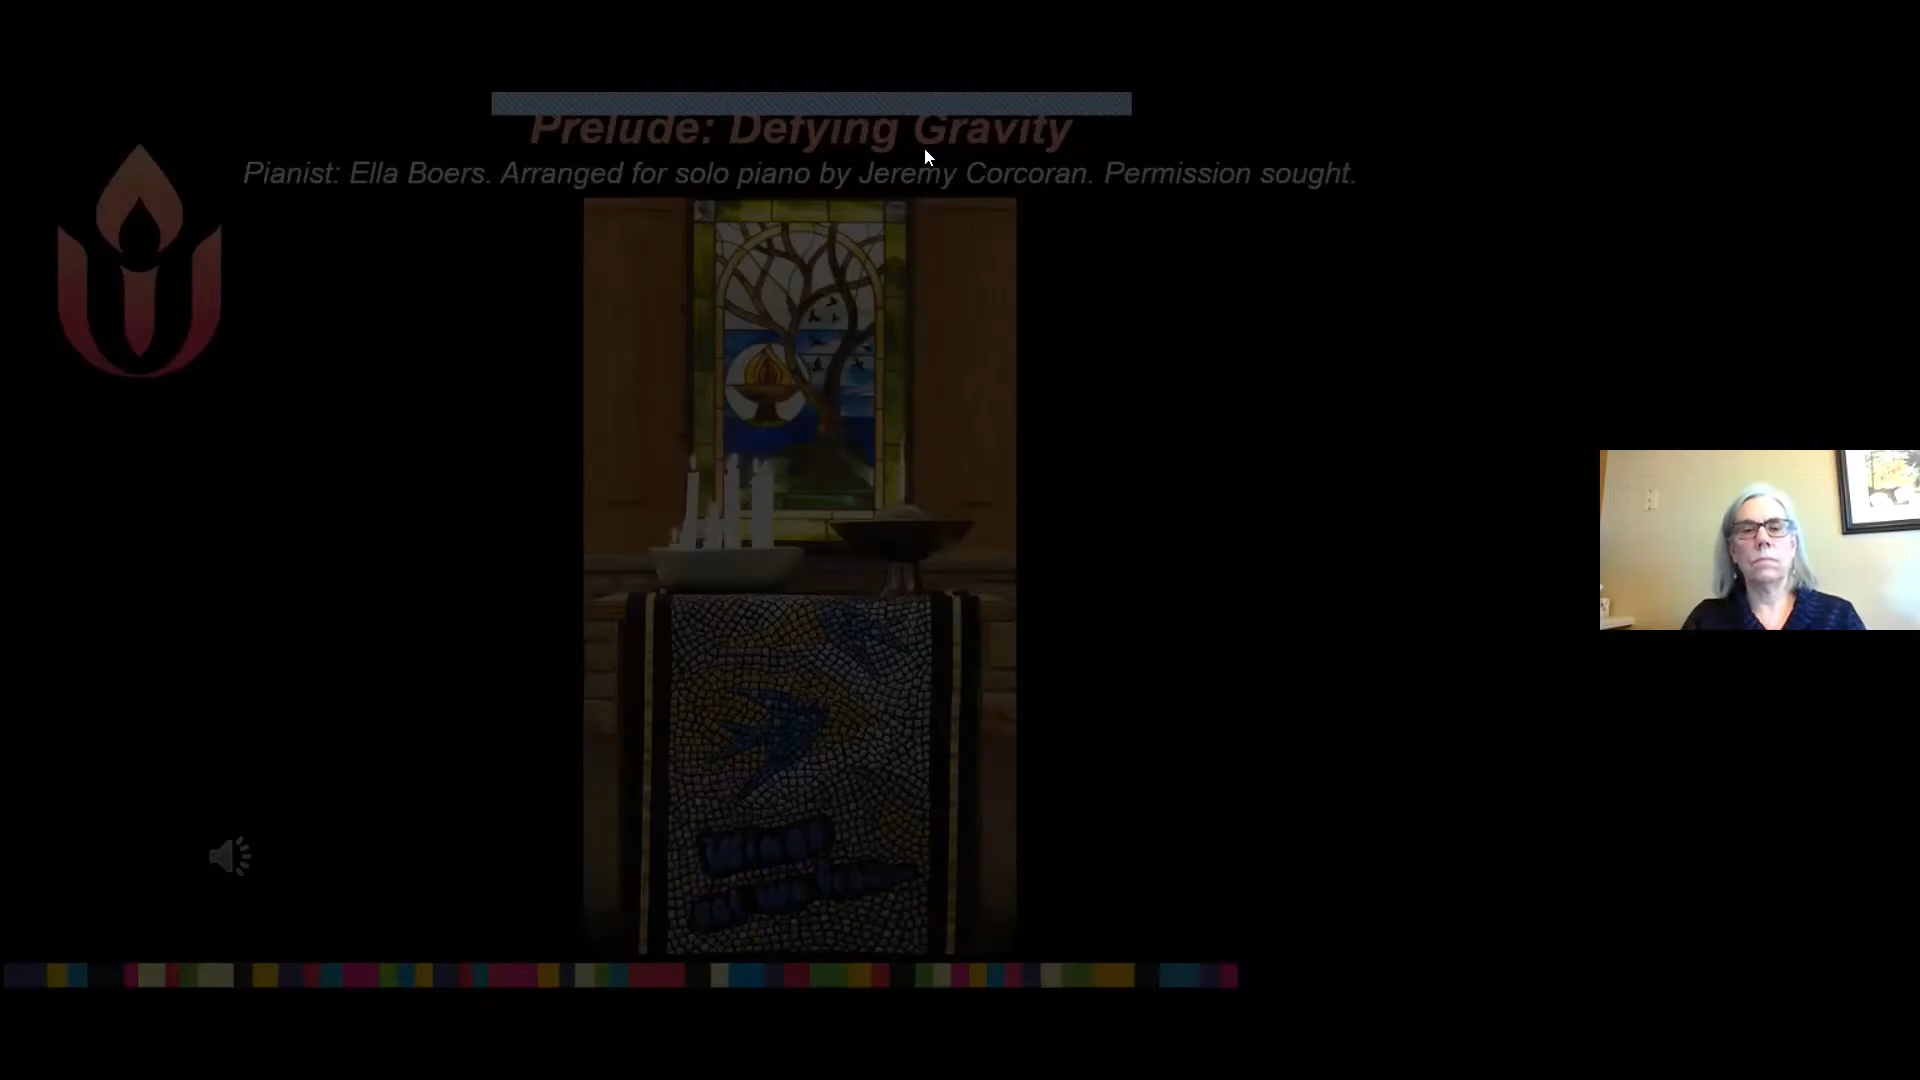 Prelude: Defying Gravity
Pianist: Ella Boers. Arranged for solo piano by Jeremy Corcoran. Permission sought.